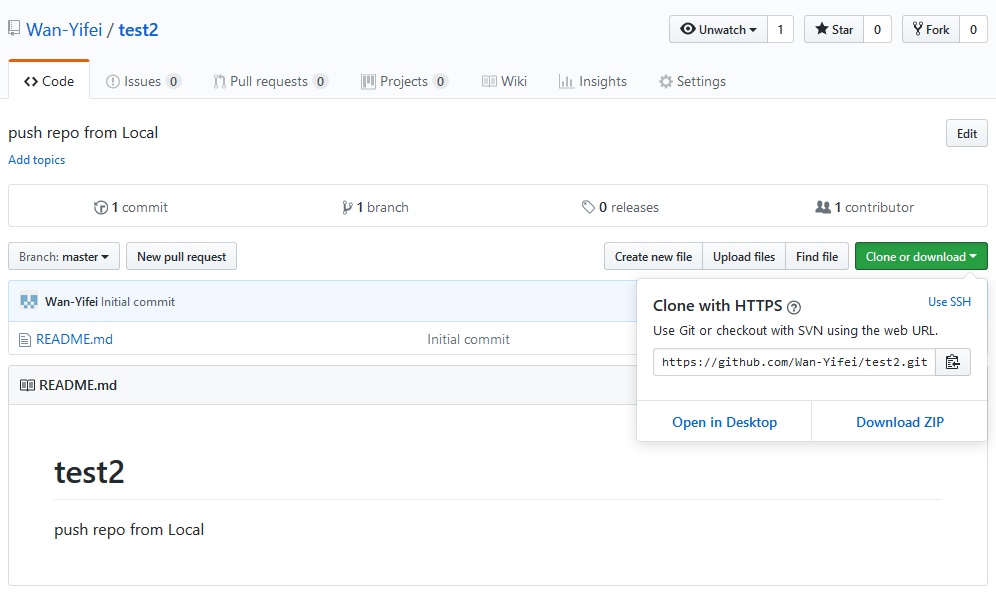 Wan-Yifei / test2
Unwatch 1 Star 0 Fork 0
Code Issues 0 Pull requests 0 Projects 0 Wiki Insights Settings
push repo from Local
Edit
Add topics
1 commit 1 branch 0 releases 1 contributor
Branch: master New pull request Create new file Upload files Find file Clone or download
Wan-Yifei Initial commit
README.md Initial commit
Clone with HTTPS ? Use SSH
Use Git or checkout with SVN using the web URL.
https://github.com/Wan-Yifei/test2.git
Open in Desktop Download ZIP
README.md
test2
push repo from Local